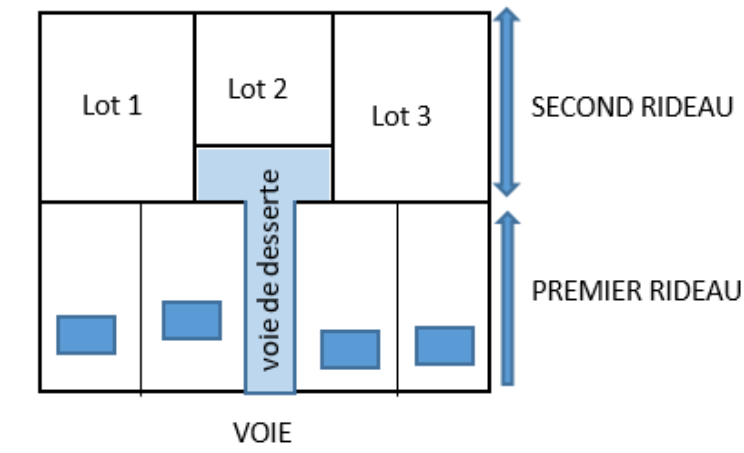 Lot 1
Lot 2
Lot 3
SECOND RIDEAU
voie de desserte
PREMIER RIDEAU
VOIE